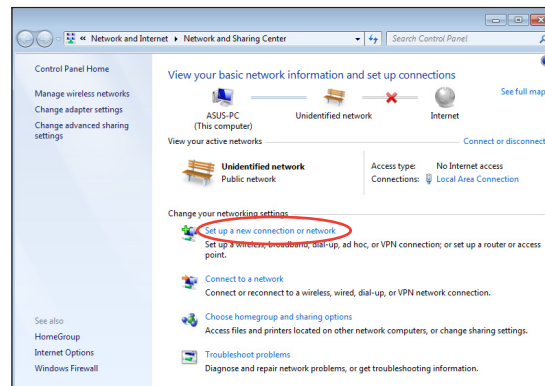 « Network and Internet ▸ Network and Sharing Center
Search Control Panel
Control Panel Home
Manage wireless networks
Change adapter settings
Change advanced sharing
settings
See also
HomeGroup
Internet Options
Windows Firewall
View your basic network information and set up connections
See full map
ASUS-PC
(This computer)
Unidentified network
Internet
View your active networks
Connect or disconnect
Unidentified network
Public network
Access type: No Internet access
Connections: Local Area Connection
Change your networking settings
Set up a new connection or network
Set up a wireless, broadband, dial-up, ad hoc, or VPN connection; or set up a router or access
point.
Connect to a network
Connect or reconnect to a wireless, wired, dial-up, or VPN network connection.
Choose homegroup and sharing options
Access files and printers located on other network computers, or change sharing settings.
Troubleshoot problems
Diagnose and repair network problems, or get troubleshooting information.